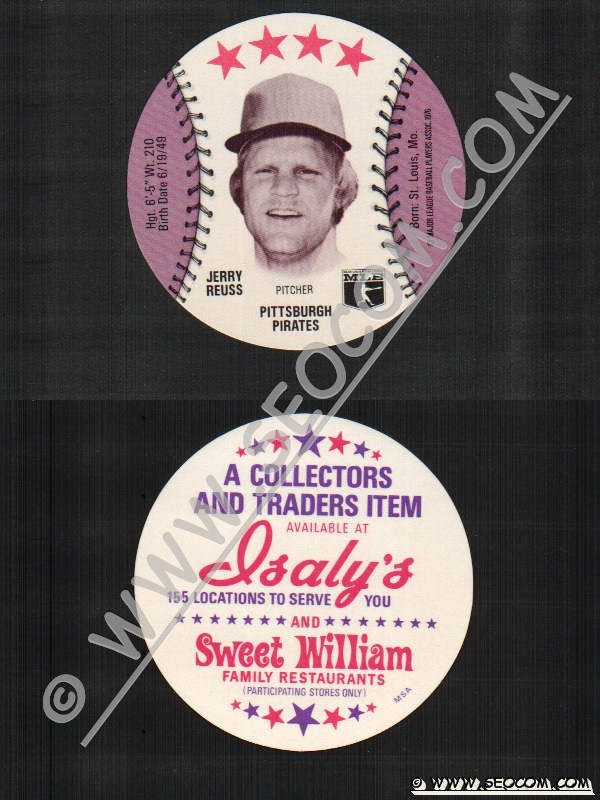 Hgt. 6'-5" Wt. 210
Birth Date 6/19/49
Born: St. Louis, Mo.
MAJOR LEAGUE BASEBALL PLAYERS ASSOC. 1976
JERRY
REUSS
PITCHER
PITTSBURGH
PIRATES
A COLLECTORS
AND TRADERS ITEM
AVAILABLE AT
Isaly's
155 LOCATIONS TO SERVE YOU
AND
Sweet William
FAMILY RESTAURANTS
(PARTICIPATING STORES ONLY)
MSA
© WWW.SEOCOM.COM
© WWW.SEOCOM.COM